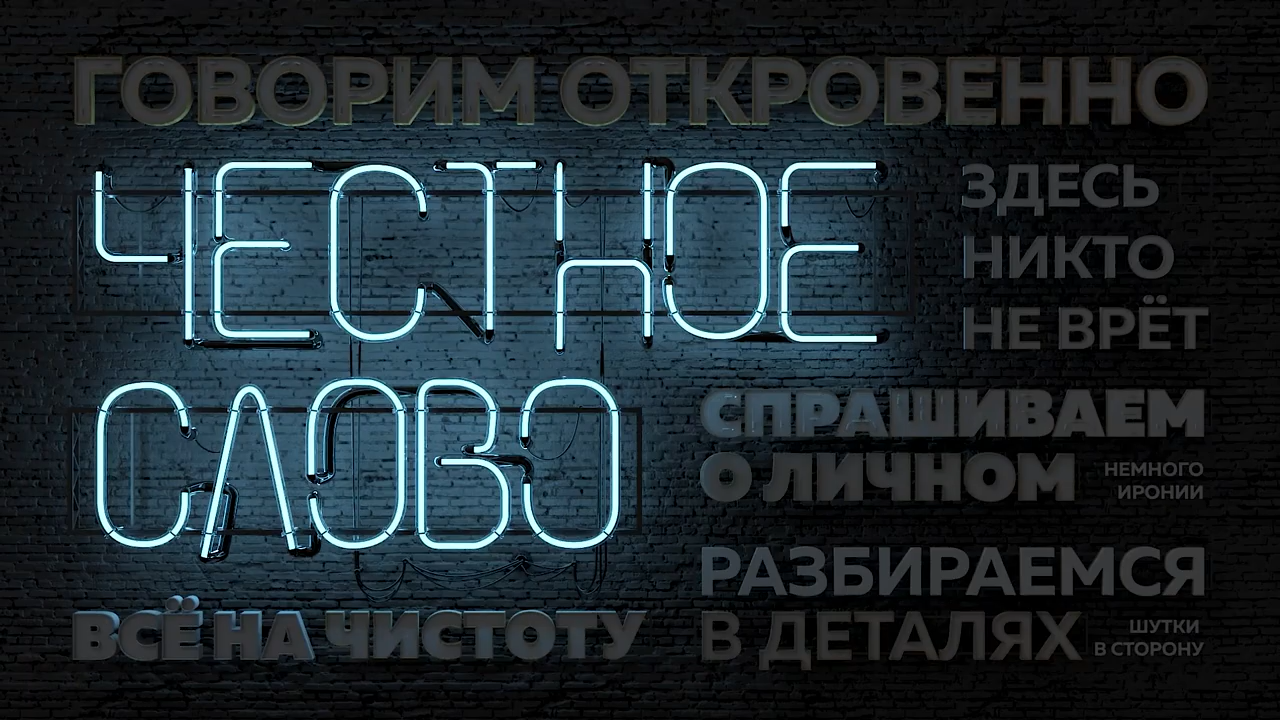 ГОВОРИМ ОТКРОВЕННО
ЧЕСТНОЕ
СЛОВО
ЗДЕСЬ
НИКТО
НЕ ВРЁТ
СПРАШИВАЕМ
О ЛИЧНОМ
НЕМНОГО
ИРОНИИ
ВСЁ НА ЧИСТОТУ
РАЗБИРАЕМСЯ
В ДЕТАЛЯХ
ШУТКИ
В СТОРОНУ